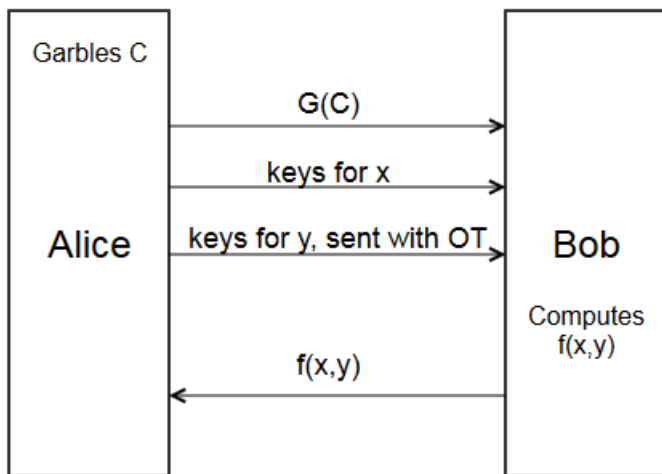 Garbles C
G(C)
keys for x
Alice
keys for y, sent with OT
Bob
Computes
f(x,y)
f(x,y)